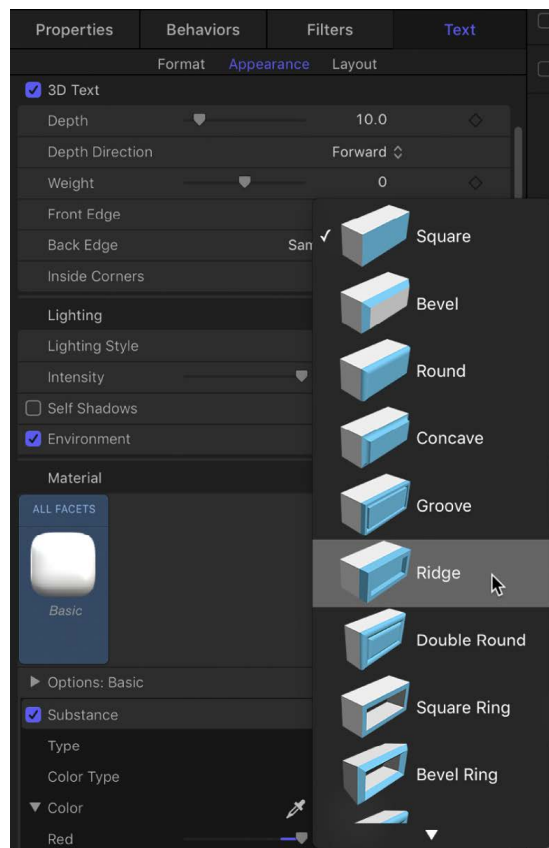 Properties Behaviors Filters Text
Format Appearance Layout
3D Text
Depth 10.0
Depth Direction Forward
Weight 0
Front Edge
Back Edge
Inside Corners
Lighting
Lighting Style
Intensity
Self Shadows
Environment
Material
ALL FACETS
Basic
Options: Basic
Substance
Type
Color Type
Color
Red
Square
Bevel
Round
Concave
Groove
Ridge
Double Round
Square Ring
Bevel Ring